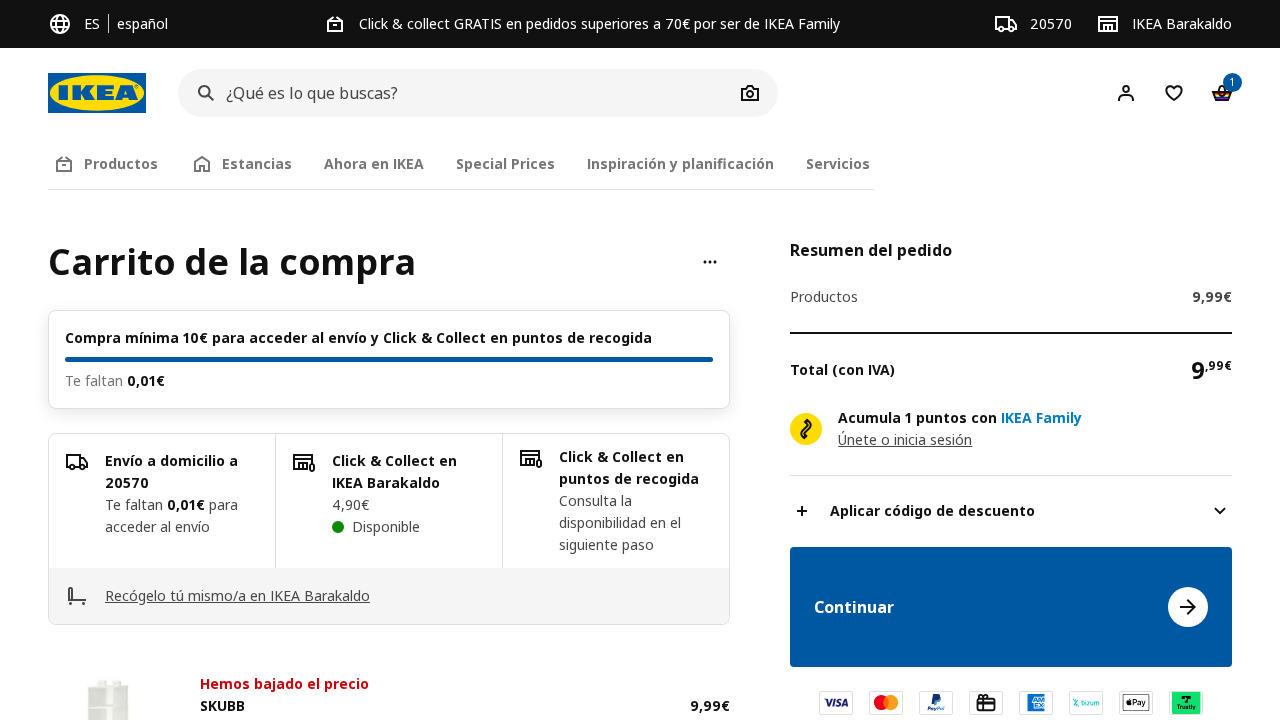 ES
español
Click & collect GRATIS en pedidos superiores a 70€ por ser de IKEA Family
20570
IKEA Barakaldo
IKEA
¿Qué es lo que buscas?
1
Productos
Estancias
Ahora en IKEA
Special Prices
Inspiración y planificación
Servicios
Carrito de la compra
Compra mínima 10€ para acceder al envío y Click & Collect en puntos de recogida
Te faltan 0,01€
Envío a domicilio a
20570
Te faltan 0,01€ para
acceder al envío
Click & Collect en
IKEA Barakaldo
4,90€
Disponible
Click & Collect en
puntos de recogida
Consulta la
disponibilidad en el
siguiente paso
Recógelo tú mismo/a en IKEA Barakaldo
Hemos bajado el precio
SKUBB
9,99€
Resumen del pedido
Productos
9,99€
Total (con IVA)
9,99€
Acumula 1 puntos con IKEA Family
Únete o inicia sesión
Aplicar código de descuento
Continuar
VISA
PayPal
AMEX
bizum
Pay
Trustly